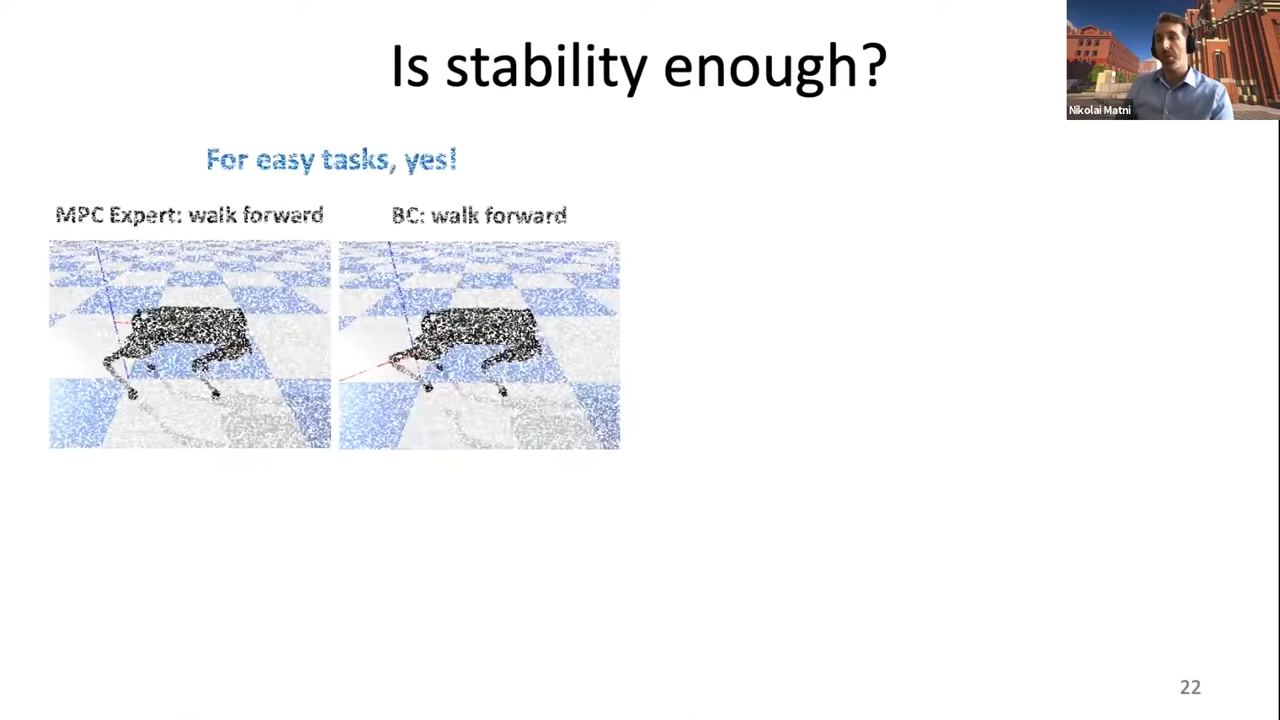 Is stability enough?
Nikolai Matni
For easy tasks, yes!
MPC Expert: walk forward
BC: walk forward
22